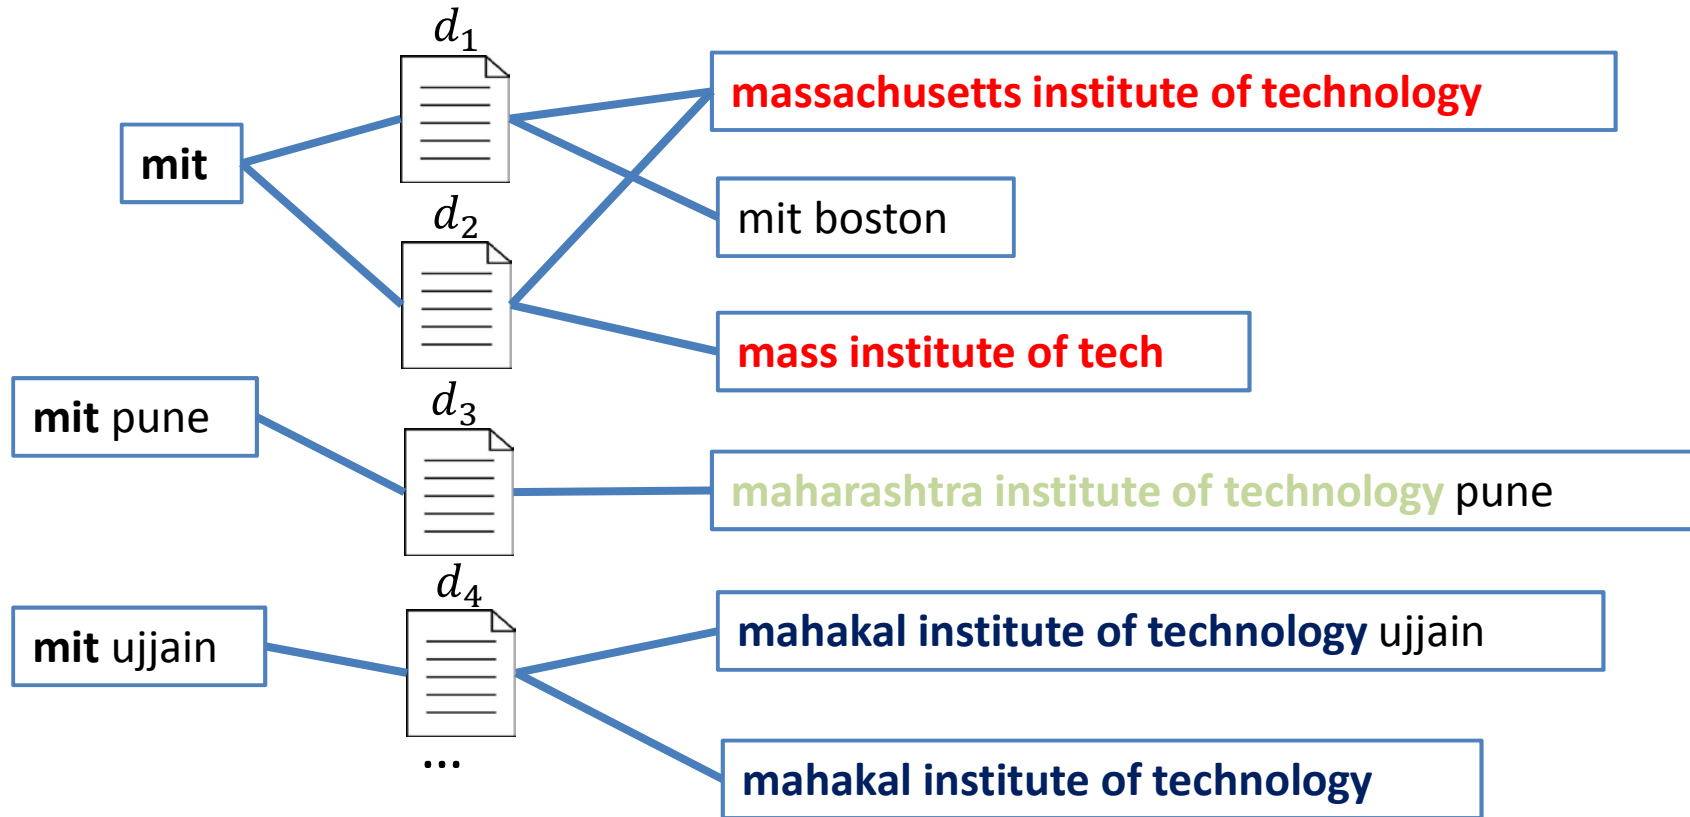 d₁
massachusetts institute of technology
mit
mit boston
d₂
mass institute of tech
mit pune
d₃
maharashtra institute of technology pune
d₄
mit ujjain
mahakal institute of technology ujjain
...
mahakal institute of technology